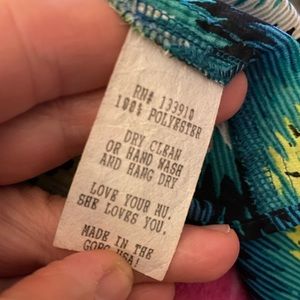 RN# 133910
100% POLYESTER
DRY CLEAN
OR HAND WASH
AND HANG DRY
LOVE YOUR HU.
SHE LOVES YOU.
MADE IN THE
USA!